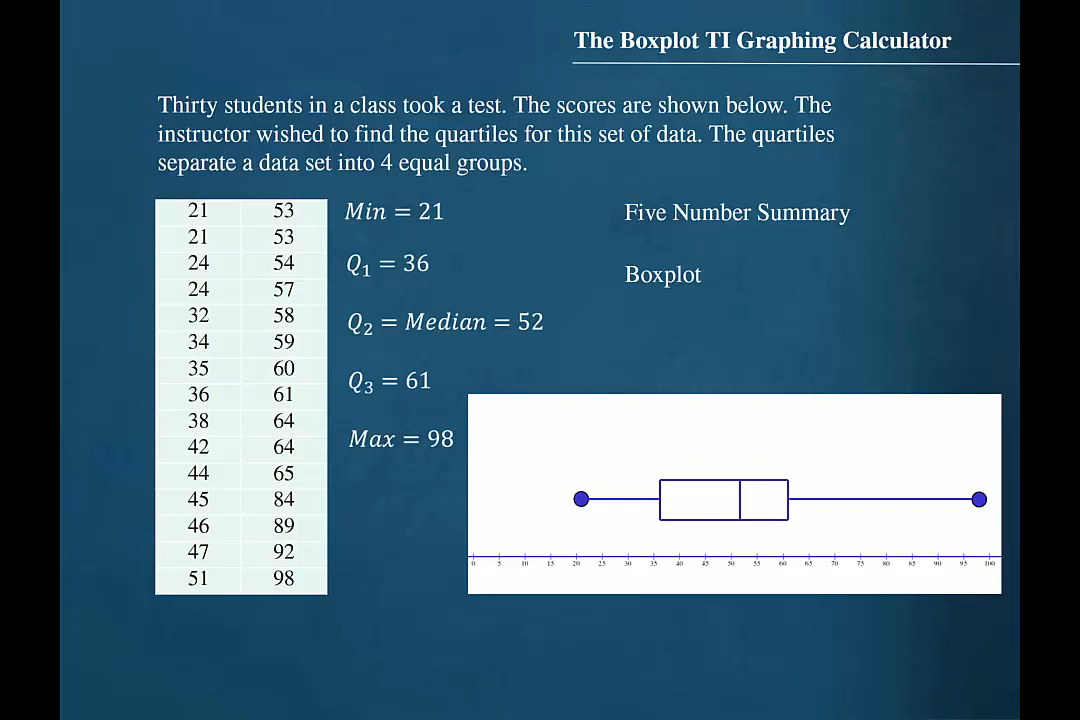 The Boxplot TI Graphing Calculator
Thirty students in a class took a test. The scores are shown below. The
instructor wished to find the quartiles for this set of data. The quartiles
separate a data set into 4 equal groups.
21 53
21 53
24 54
24 57
32 58
34 59
35 60
36 61
38 64
42 64
44 65
45 84
46 89
47 92
51 98
Min = 21
Q₁ = 36
Q₂ = Median = 52
Q₃ = 61
Max = 98
Five Number Summary
Boxplot
0 5 10 15 20 25 30 35 40 45 50 55 60 65 70 75 80 85 90 95 100